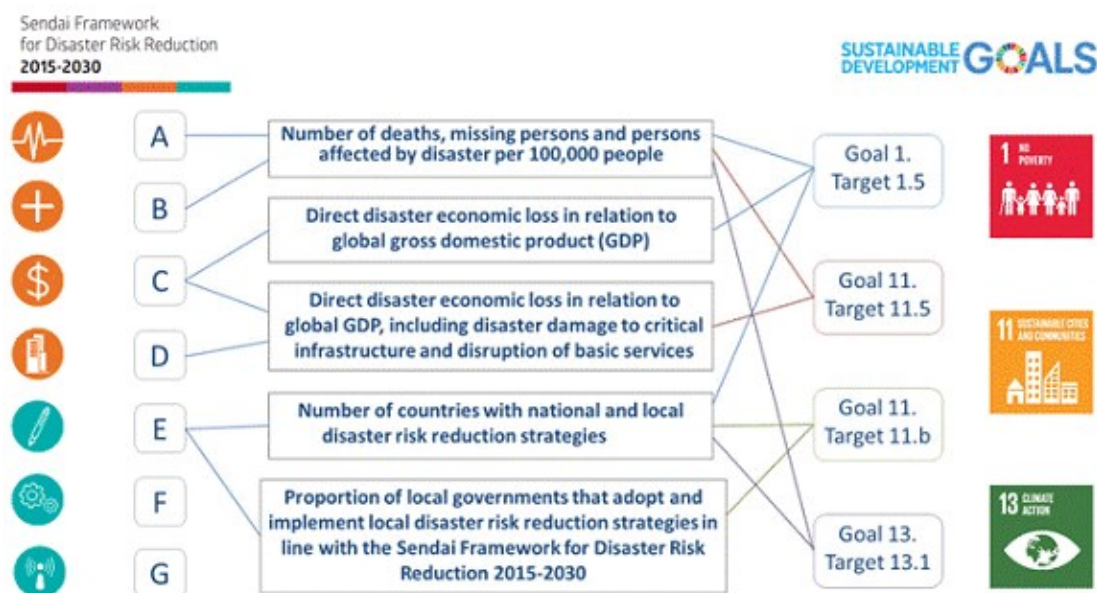 Sendai Framework
for Disaster Risk Reduction
2015-2030
SUSTAINABLE
DEVELOPMENT GOALS
A
B
C
D
E
F
G
Number of deaths, missing persons and persons
affected by disaster per 100,000 people
Direct disaster economic loss in relation to
global gross domestic product (GDP)
Direct disaster economic loss in relation to
global GDP, including disaster damage to critical
infrastructure and disruption of basic services
Number of countries with national and local
disaster risk reduction strategies
Proportion of local governments that adopt and
implement local disaster risk reduction strategies in
line with the Sendai Framework for Disaster Risk
Reduction 2015-2030
Goal 1.
Target 1.5
Goal 11.
Target 11.5
Goal 11.
Target 11.b
Goal 13.
Target 13.1
1 NO
POVERTY
11 SUSTAINABLE CITIES
AND COMMUNITIES
13 CLIMATE
ACTION